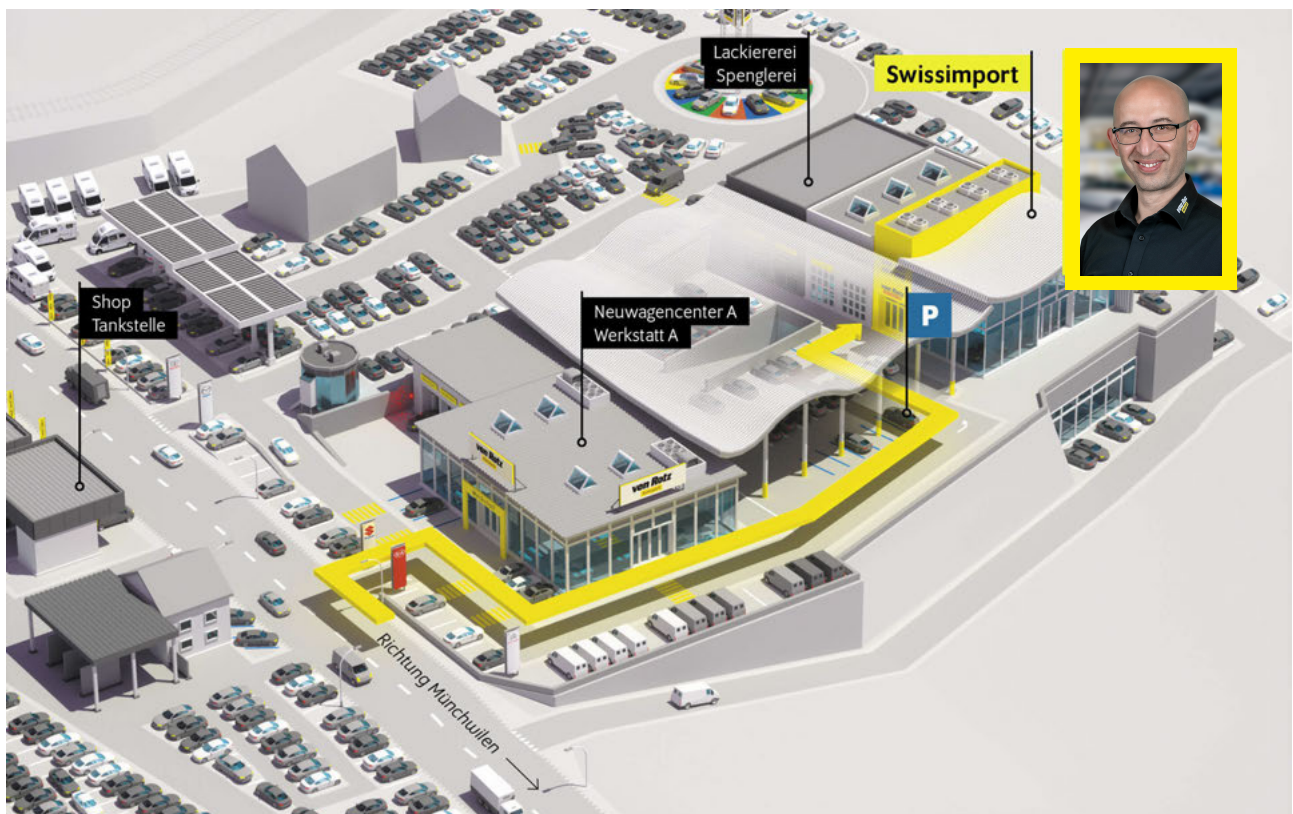 Lackiererei
Spenglerei
Swissimport
Shop
Tankstelle
Neuwagencenter A
Werkstatt A
P
von Rotz
von Rotz
Richtung Münchwilen